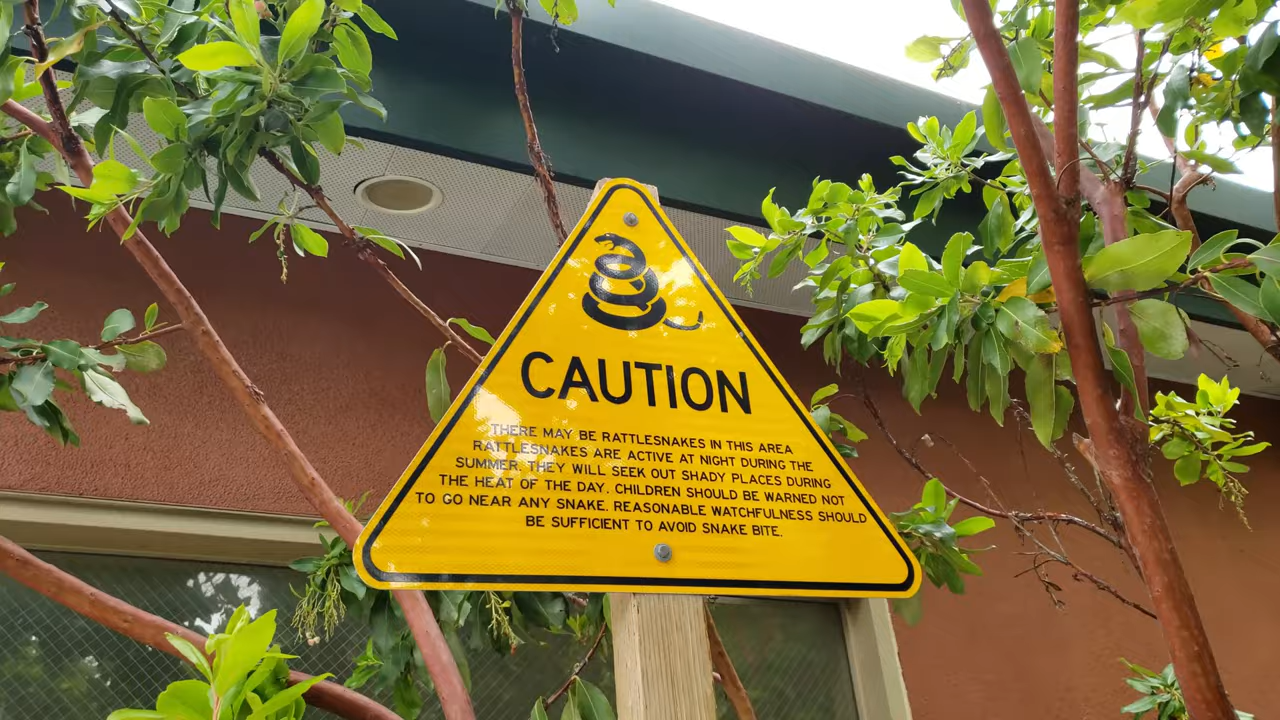 CAUTION
THERE MAY BE RATTLESNAKES IN THIS AREA
RATTLESNAKES ARE ACTIVE AT NIGHT DURING THE
SUMMER. THEY WILL SEEK OUT SHADY PLACES DURING
THE HEAT OF THE DAY. CHILDREN SHOULD BE WARNED NOT
TO GO NEAR ANY SNAKE. REASONABLE WATCHFULNESS SHOULD
BE SUFFICIENT TO AVOID SNAKE BITE.